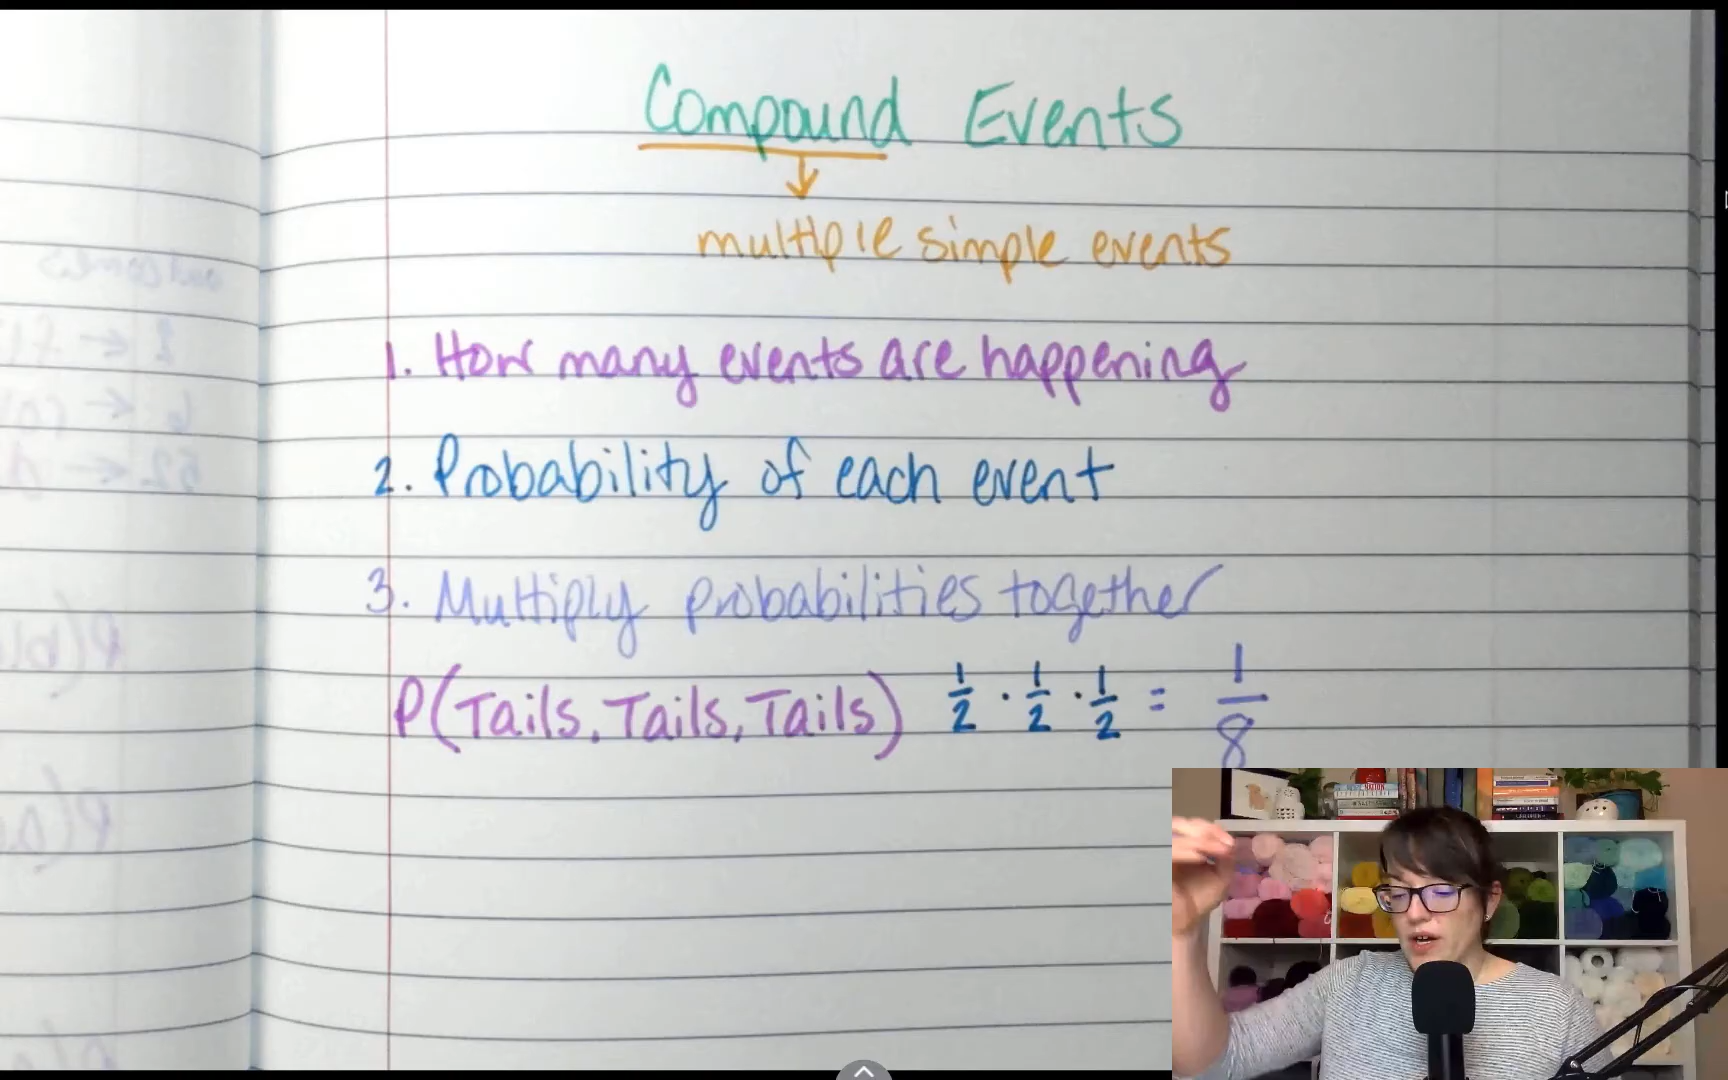 Compound Events
multiple simple events
1. How many events are happening
2. Probability of each event
3. Multiply probabilities together
P(Tails, Tails, Tails) 1/2 · 1/2 · 1/2 = 1/8